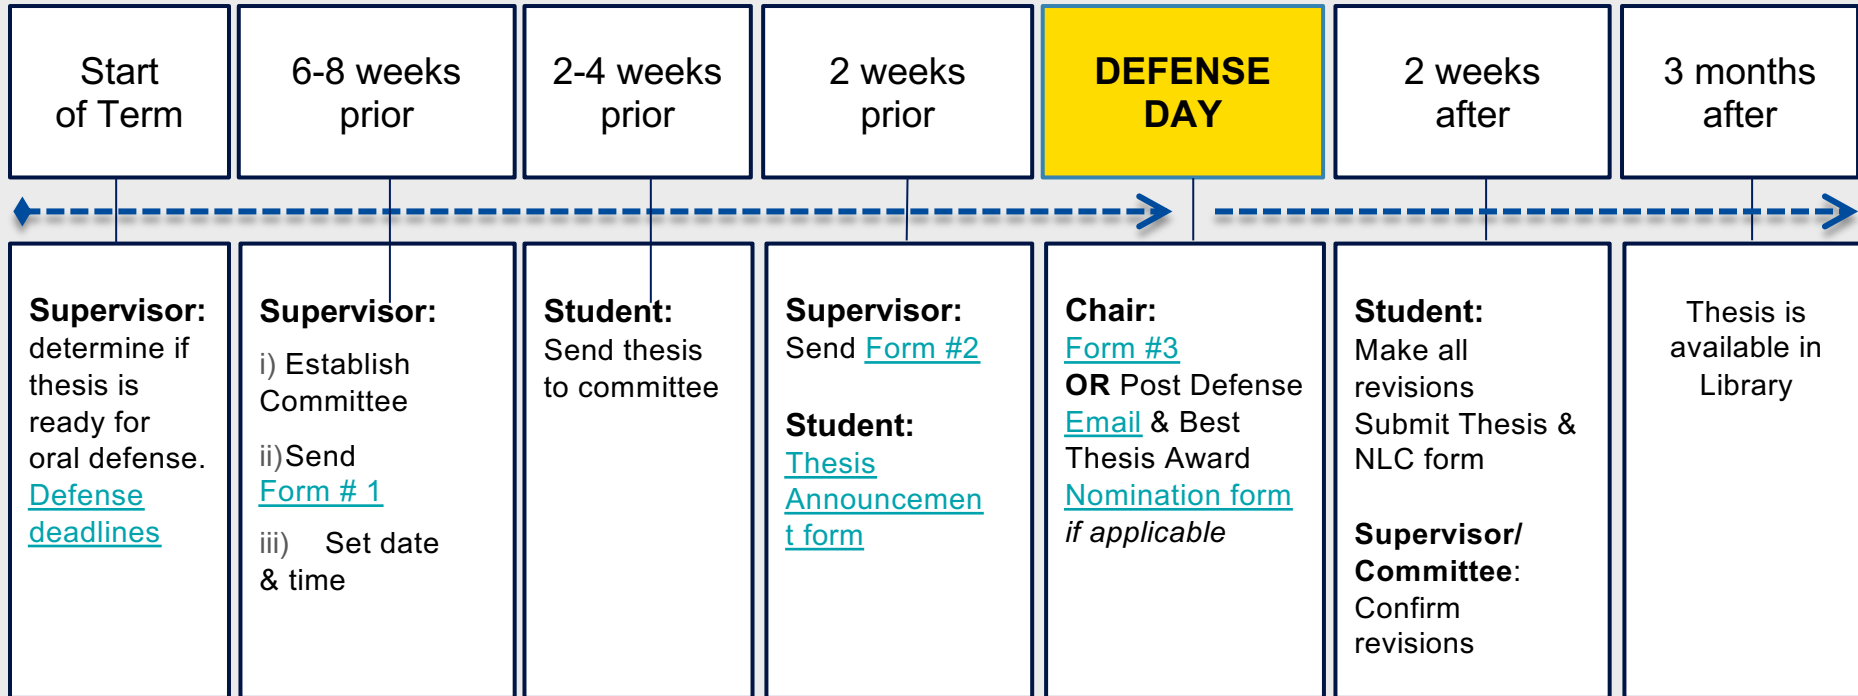 Start
of Term
6-8 weeks
prior
2-4 weeks
prior
2 weeks
prior
DEFENSE
DAY
2 weeks
after
3 months
after
Supervisor:
determine if
thesis is
ready for
oral defense.
Defense
deadlines
Supervisor:
i) Establish
Committee
ii)Send
Form # 1
iii) Set date
& time
Student:
Send thesis
to committee
Supervisor:
Send Form #2
Student:
Thesis
Announcemen
t form
Chair:
Form #3
OR Post Defense
Email & Best
Thesis Award
Nomination form
if applicable
Student:
Make all
revisions
Submit Thesis &
NLC form
Supervisor/
Committee:
Confirm
revisions
Thesis is
available in
Library